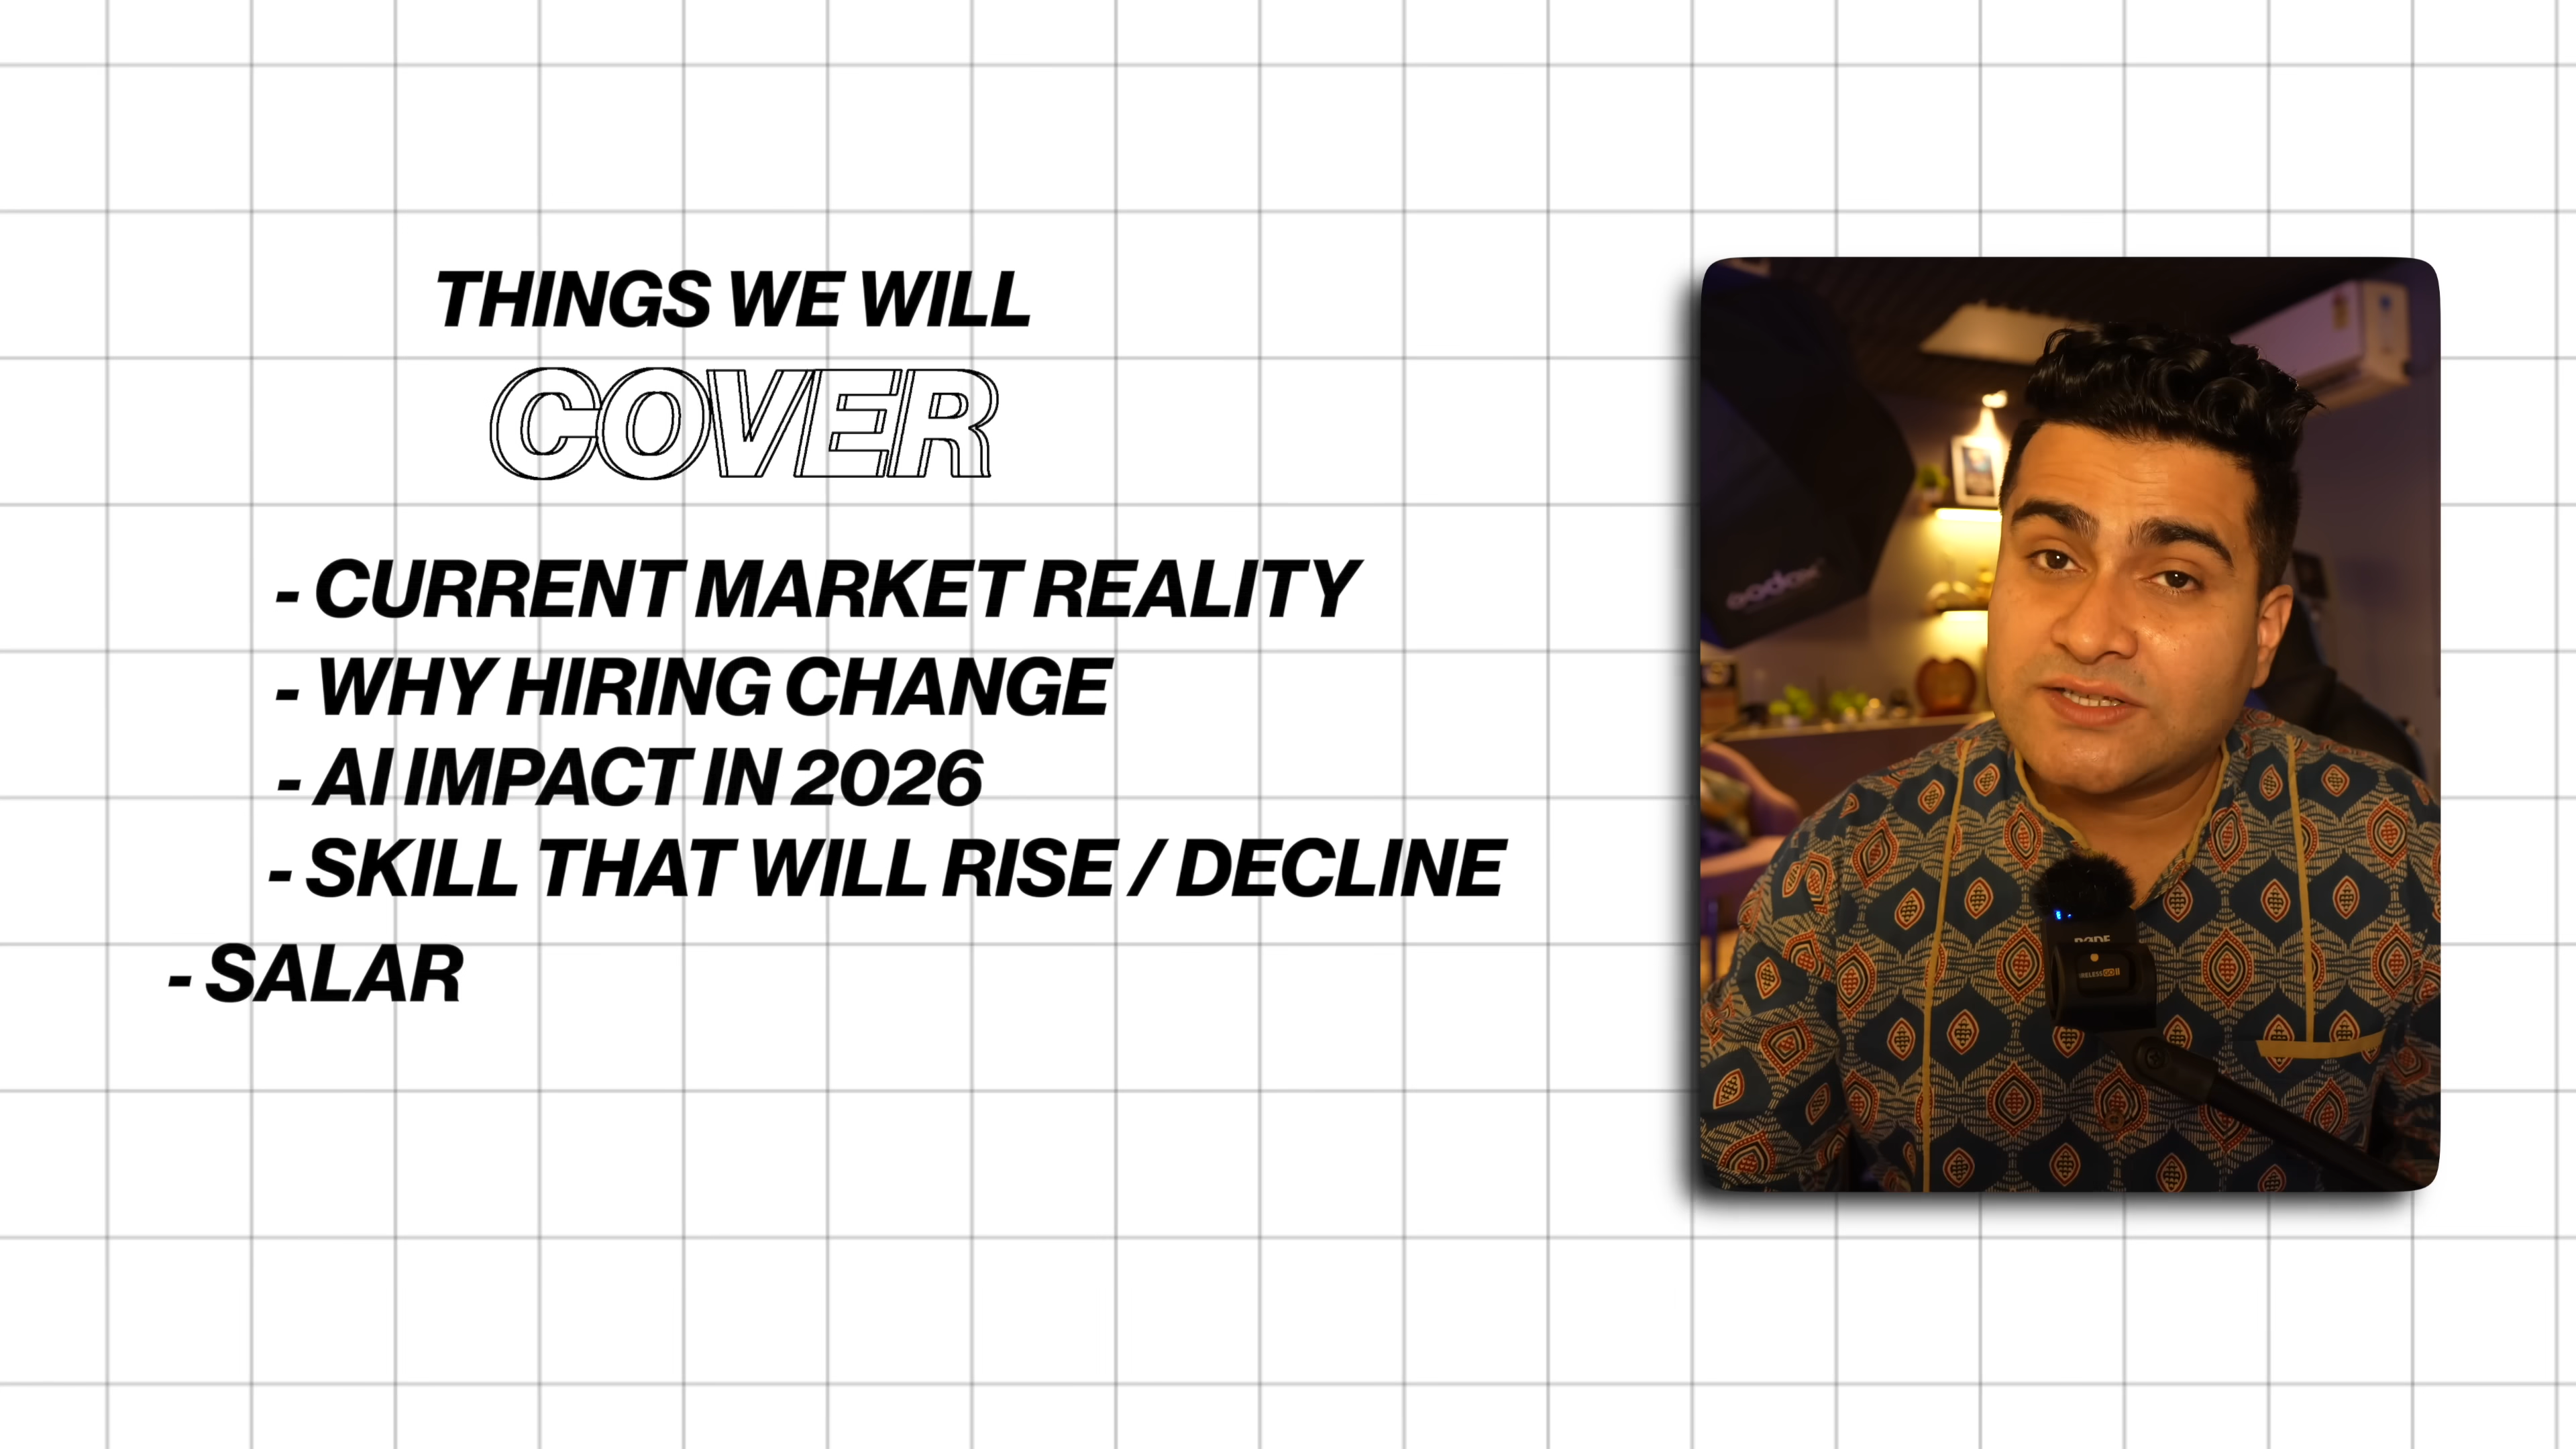 THINGS WE WILL
COVER
- CURRENT MARKET REALITY
- WHY HIRING CHANGE
- AI IMPACT IN 2026
- SKILL THAT WILL RISE / DECLINE
- SALAR